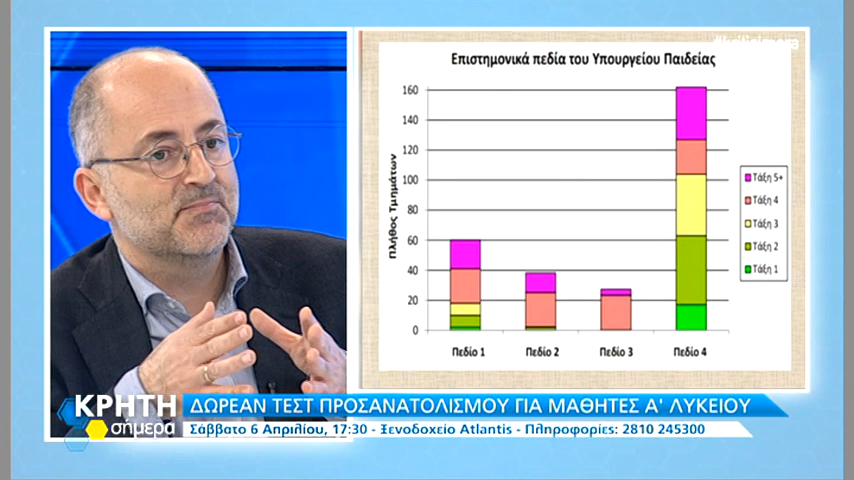 Επιστημονικά πεδία του Υπουργείου Παιδείας
Πλήθος Τμημάτων
160
140
120
100
80
60
40
20
0
Πεδίο 1
Πεδίο 2
Πεδίο 3
Πεδίο 4
Τάξη 5+
Τάξη 4
Τάξη 3
Τάξη 2
Τάξη 1
ΚΡΗΤΗ
σήμερα
ΔΩΡΕΑΝ ΤΕΣΤ ΠΡΟΣΑΝΑΤΟΛΙΣΜΟΥ ΓΙΑ ΜΑΘΗΤΕΣ Α' ΛΥΚΕΙΟΥ
Σάββατο 6 Απριλίου, 17:30 - Ξενοδοχείο Atlantis - Πληροφορίες: 2810 245300